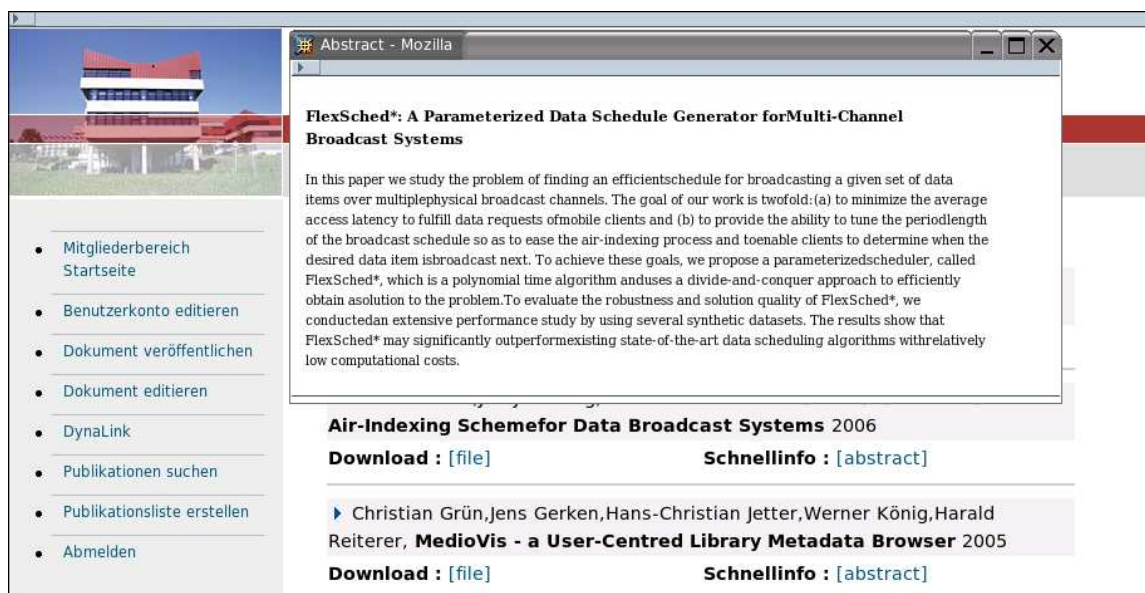 Abstract - Mozilla
FlexSched*: A Parameterized Data Schedule Generator forMulti-Channel
Broadcast Systems
In this paper we study the problem of finding an efficientschedule for broadcasting a given set of data
items over multiplephysical broadcast channels. The goal of our work is twofold:(a) to minimize the average
access latency to fulfill data requests ofmobile clients and (b) to provide the ability to tune the periodlength
of the broadcast schedule so as to ease the air-indexing process and toenable clients to determine when the
desired data item isbroadcast next. To achieve these goals, we propose a parameterizedscheduler, called
FlexSched*, which is a polynomial time algorithm anduses a divide-and-conquer approach to efficiently
obtain asolution to the problem.To evaluate the robustness and solution quality of FlexSched*, we
conductedan extensive performance study by using several synthetic datasets. The results show that
FlexSched* may significantly outperformexisting state-of-the-art data scheduling algorithms withrelatively
low computational costs.
Mitgliederbereich
Startseite
Benutzerkonto editieren
Dokument veröffentlichen
Dokument editieren
DynaLink
Publikationen suchen
Publikationsliste erstellen
Abmelden
Air-Indexing Schemefor Data Broadcast Systems 2006
Download : [file] Schnellinfo : [abstract]
Christian Grün,Jens Gerken,Hans-Christian Jetter,Werner König,Harald
Reiterer, MedioVis - a User-Centred Library Metadata Browser 2005
Download : [file] Schnellinfo : [abstract]